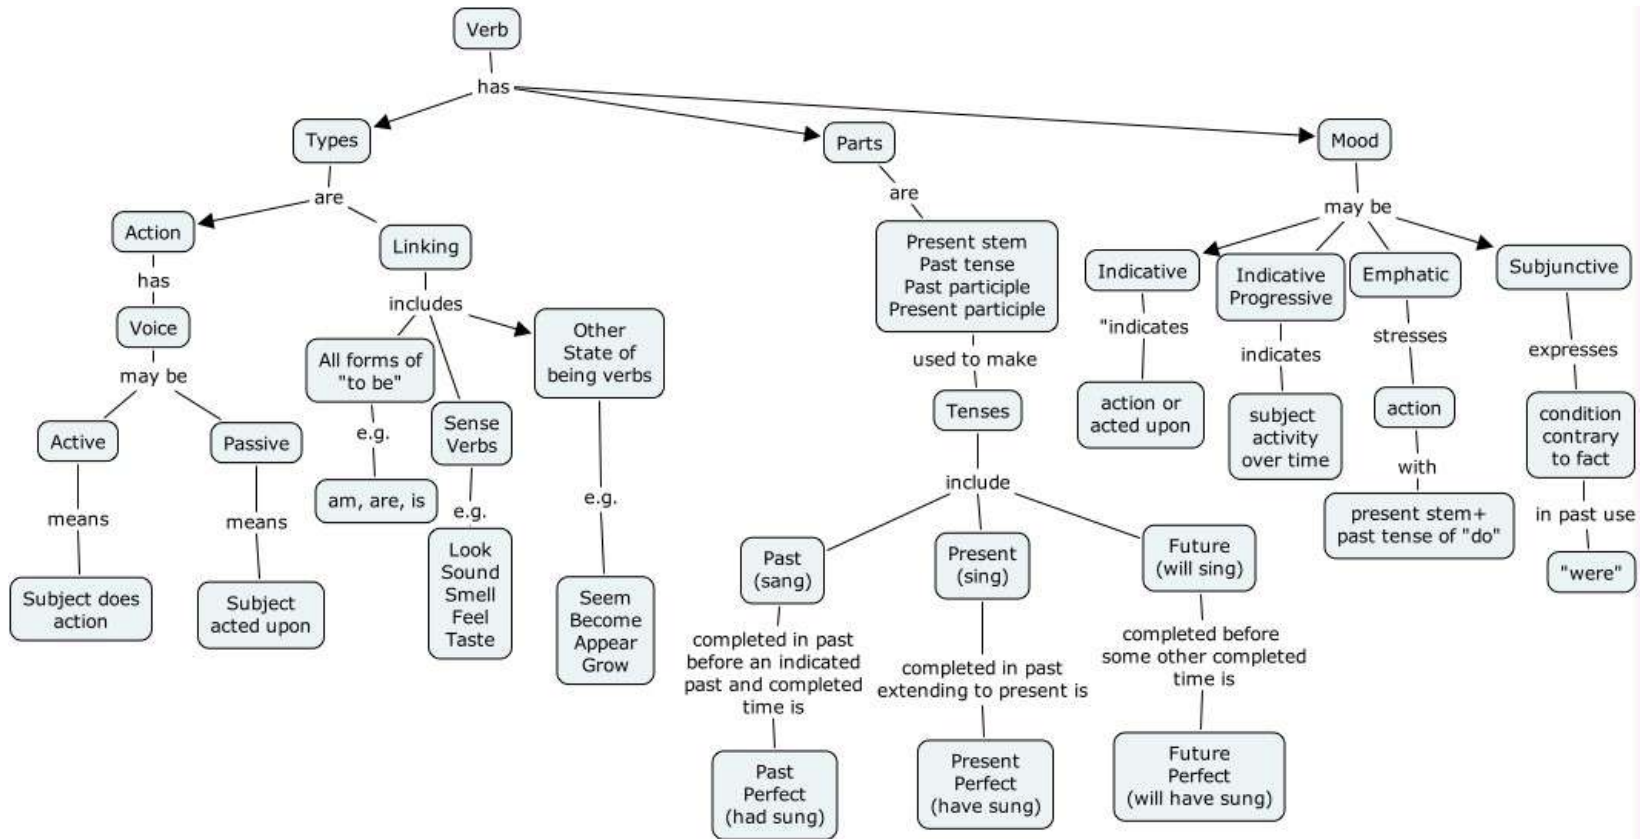 Verb
has
Types
are
Action
has
Voice
may be
Active
means
Subject does
action
Passive
means
Subject
acted upon
Linking
includes
All forms of
"to be"
e.g.
am, are, is
Sense
Verbs
e.g.
Look
Sound
Smell
Feel
Taste
Other
State of
being verbs
e.g.
Seem
Become
Appear
Grow
Parts
are
Present stem
Past tense
Past participle
Present participle
used to make
Tenses
include
Past
(sang)
completed in past
before an indicated
past and completed
time is
Past
Perfect
(had sung)
Present
(sing)
completed in past
extending to present is
Present
Perfect
(have sung)
Future
(will sing)
completed before
some other completed
time is
Future
Perfect
(will have sung)
Mood
may be
Indicative
"indicates
action or
acted upon
Indicative
Progressive
indicates
subject
activity
over time
Emphatic
stresses
action
with
present stem+
past tense of "do"
Subjunctive
expresses
condition
contrary
to fact
in past use
"were"